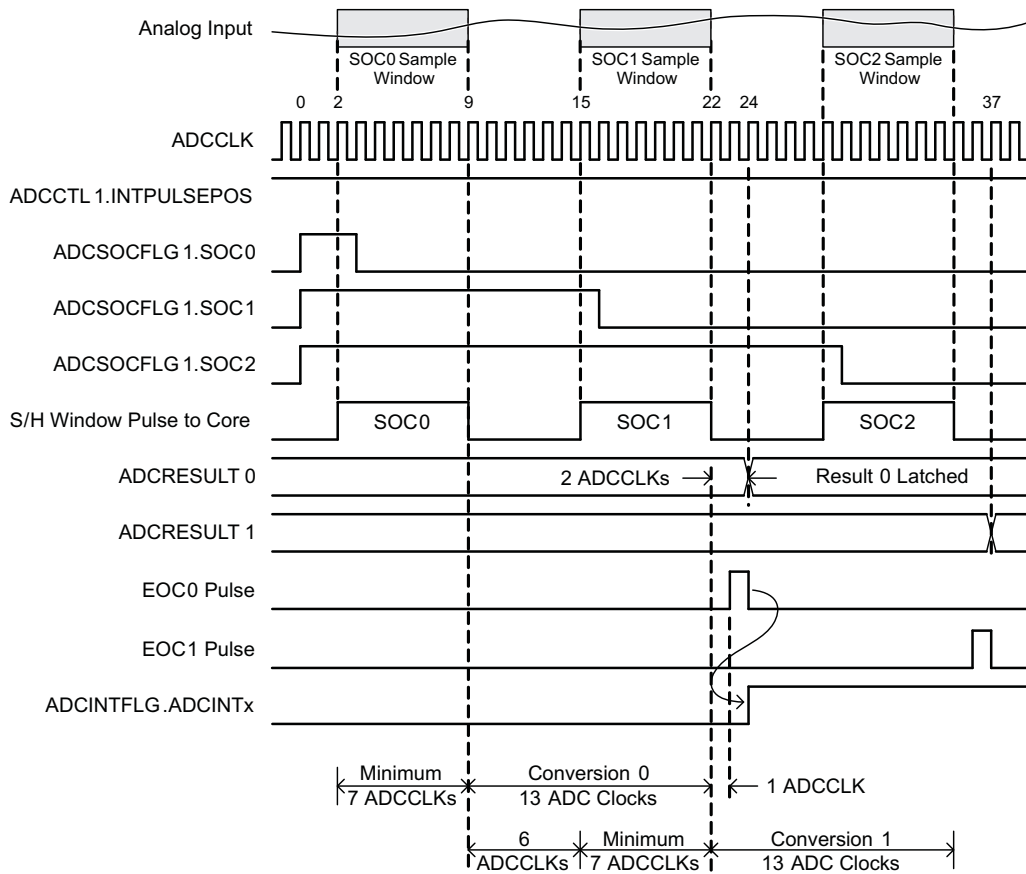 Analog Input
SOC0 Sample
Window
SOC1 Sample
Window
SOC2 Sample
Window
0 2 9 15 22 24 37
ADCCLK
ADCCTL 1.INTPULSEPOS
ADCSOCFLG 1.SOC0
ADCSOCFLG 1.SOC1
ADCSOCFLG 1.SOC2
S/H Window Pulse to Core
SOC0
SOC1
SOC2
ADCRESULT 0
2 ADCCLKs
Result 0 Latched
ADCRESULT 1
EOC0 Pulse
EOC1 Pulse
ADCINTFLG.ADCINTx
Minimum
7 ADCCLKs
Conversion 0
13 ADC Clocks
1 ADCCLK
6
ADCCLKs
Minimum
7 ADCCLKs
Conversion 1
13 ADC Clocks